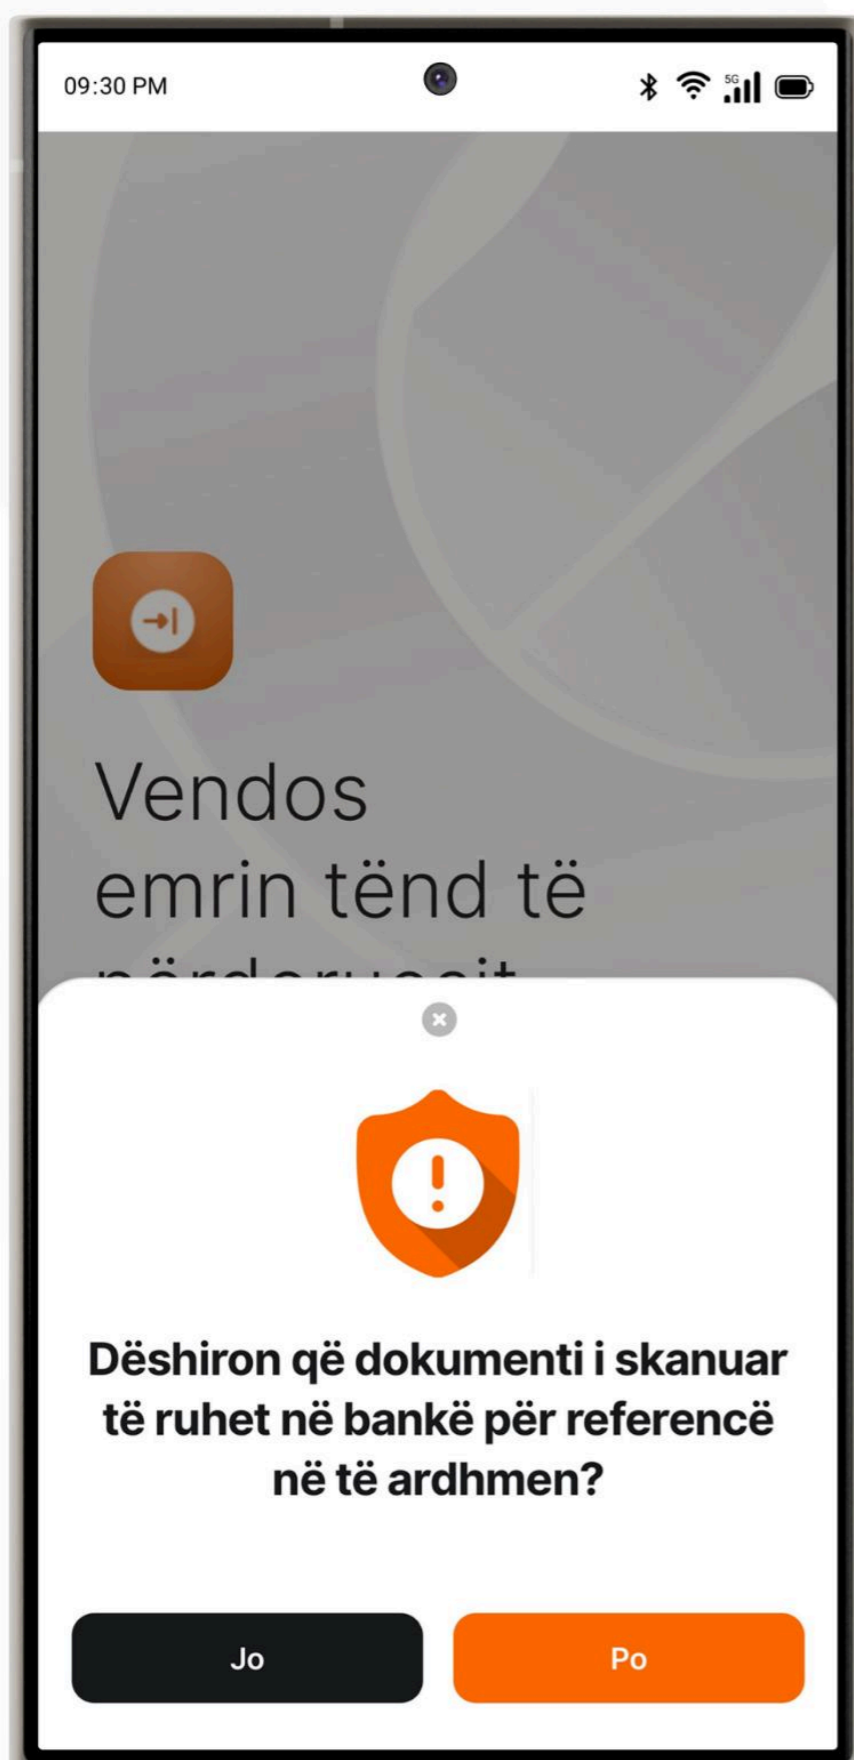 09:30 PM
5G
Vendos
emrin tënd të
përdoruesit
Dëshiron që dokumenti i skanuar
të ruhet në bankë për referencë
në të ardhmen?
Jo
Po